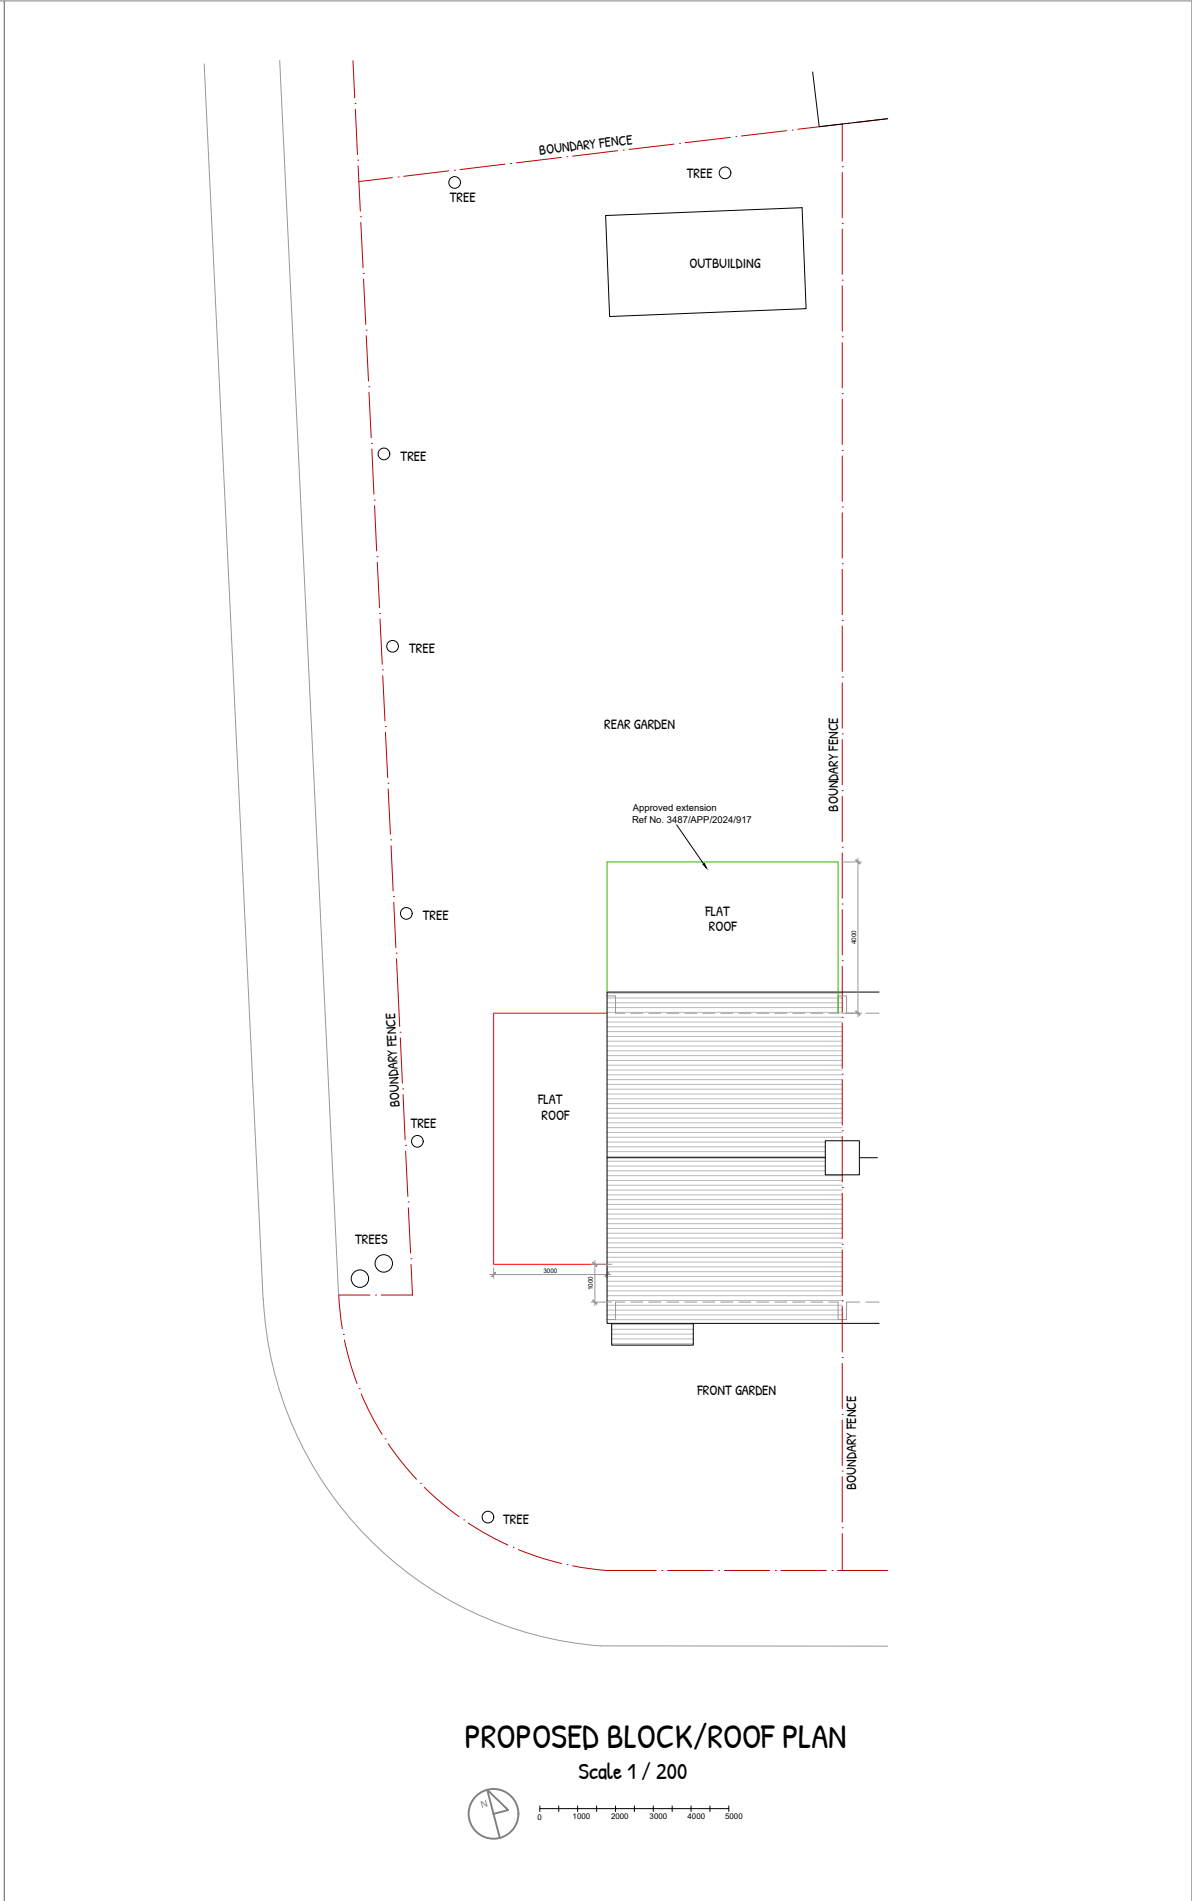 BOUNDARY FENCE
TREE
TREE
OUTBUILDING
TREE
TREE
REAR GARDEN
BOUNDARY FENCE
Approved extension
Ref No. 3487/APP/2024/917
FLAT
ROOF
TREE
4000
BOUNDARY FENCE
FLAT
ROOF
TREE
TREES
3000
1000
FRONT GARDEN
BOUNDARY FENCE
TREE
PROPOSED BLOCK/ROOF PLAN
Scale 1 / 200
N
0 1000 2000 3000 4000 5000